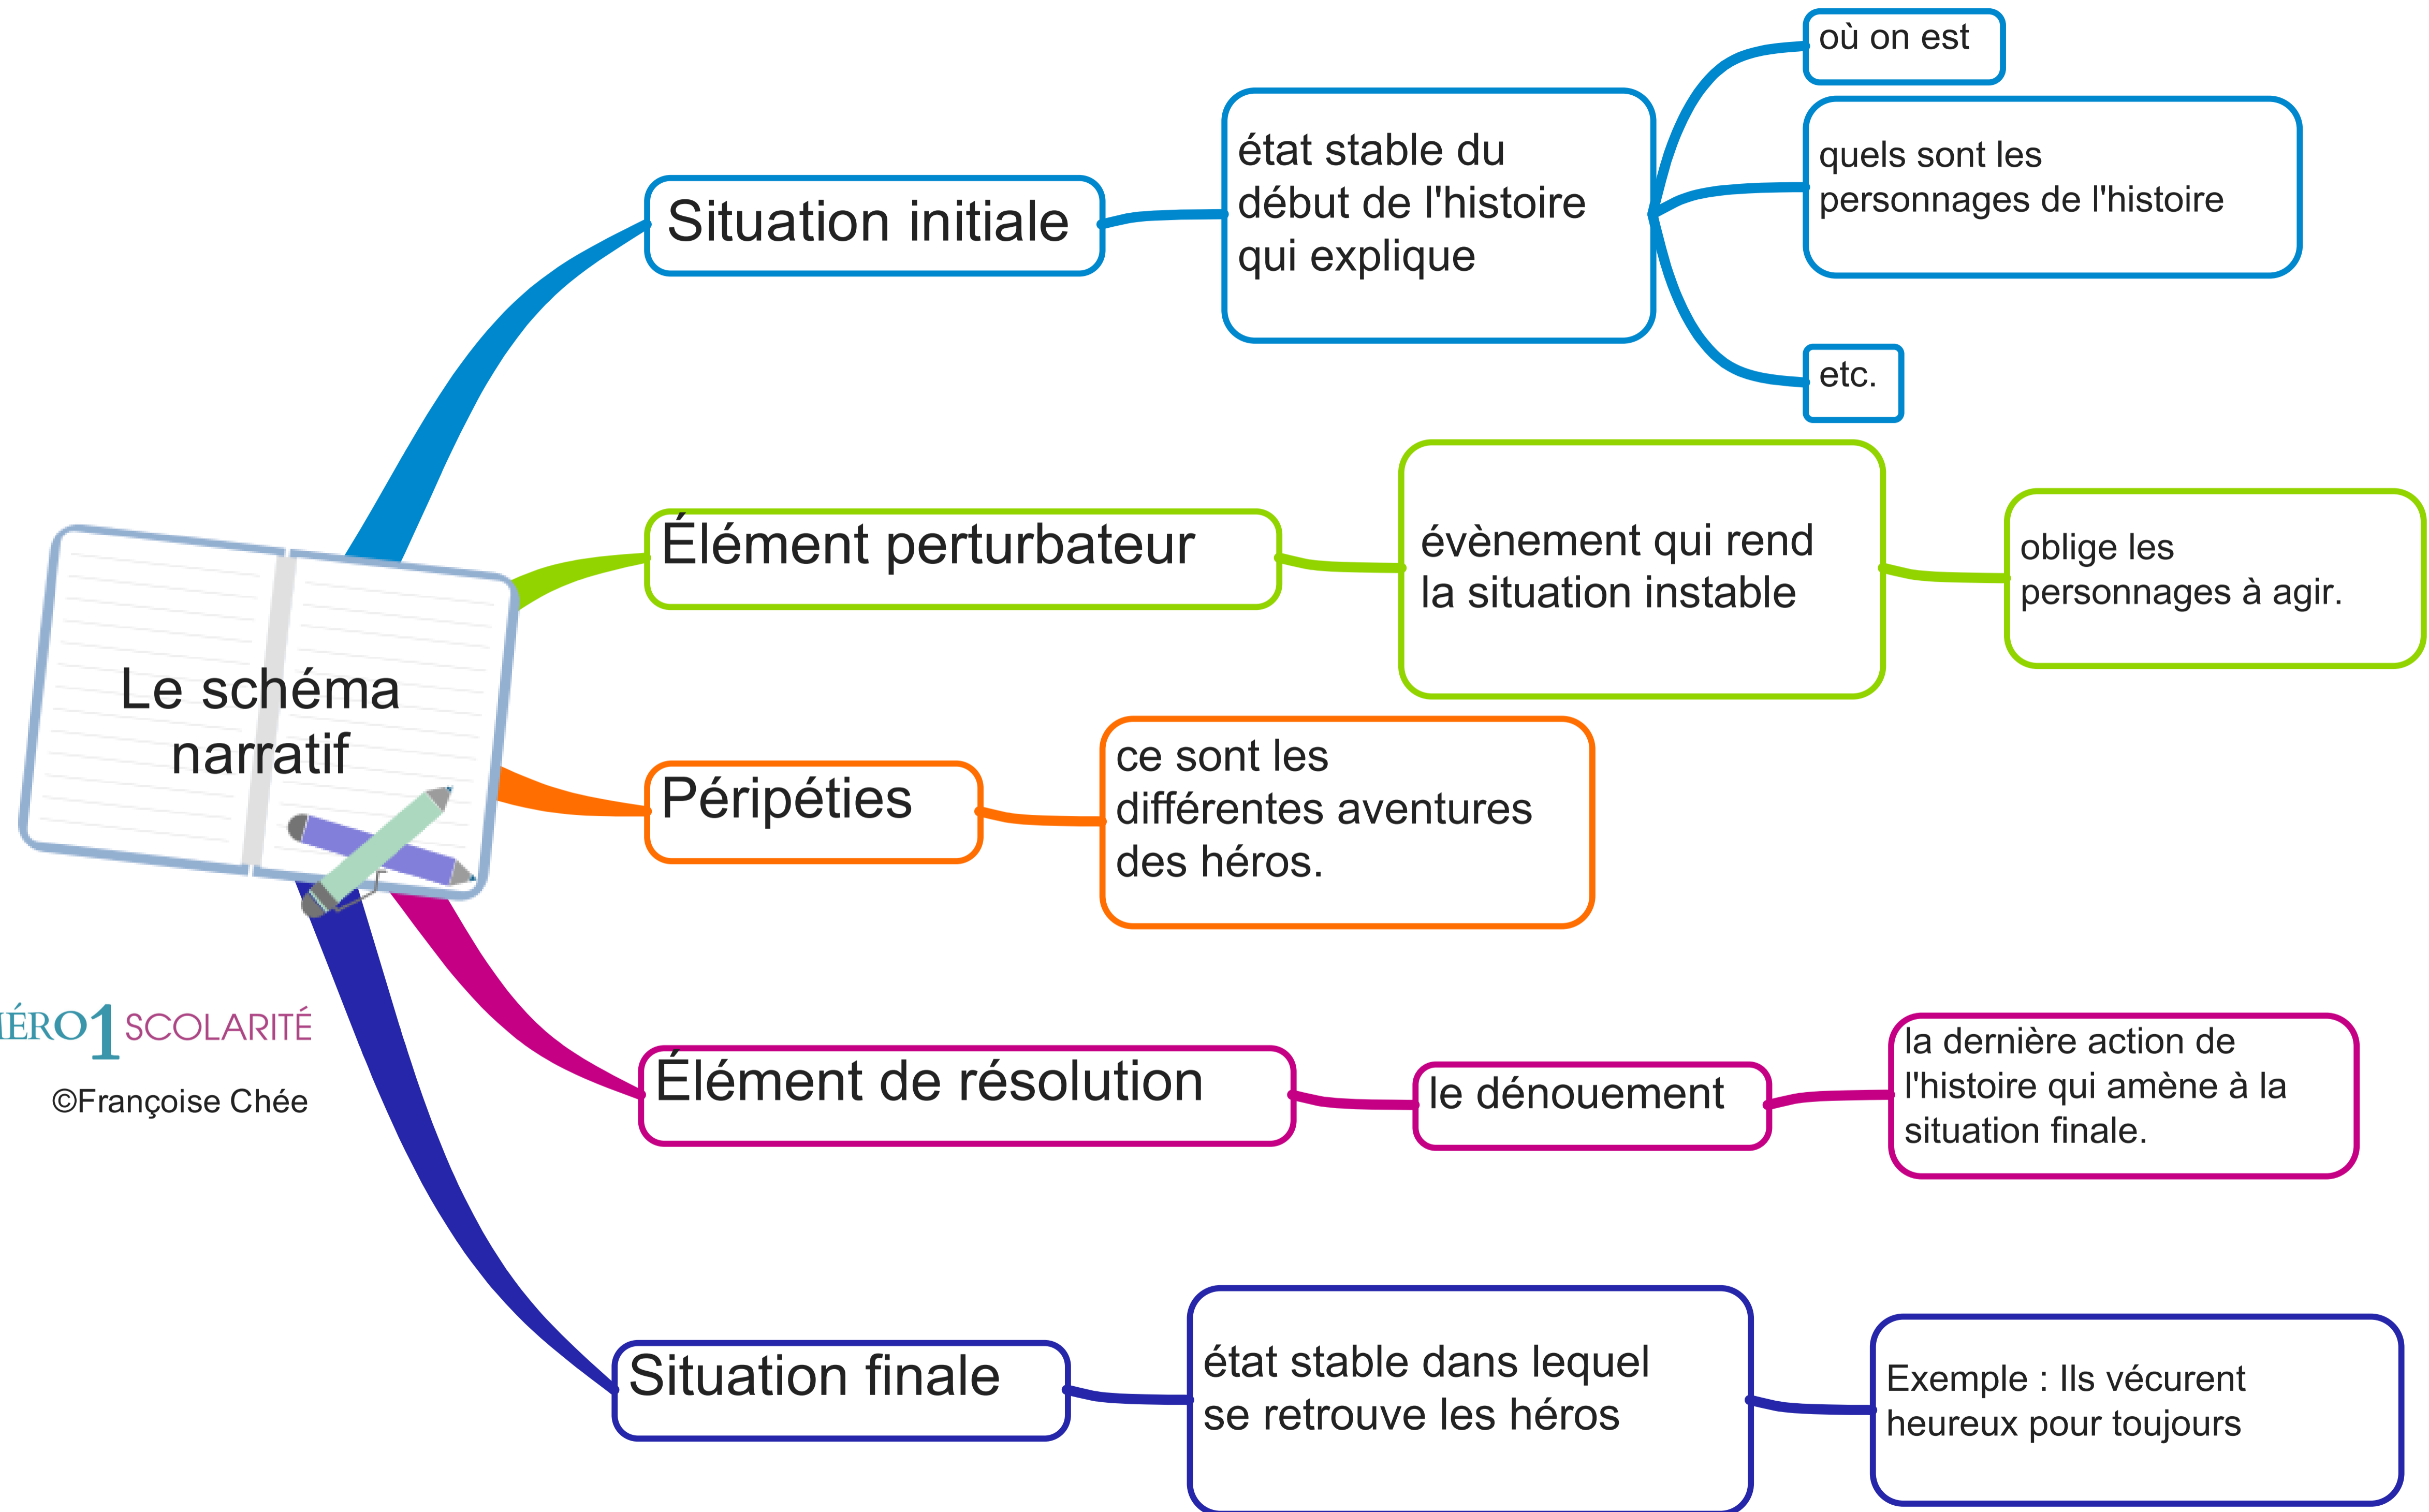 où on est
quels sont les
personnages de l'histoire
état stable du
début de l'histoire
qui explique
Situation initiale
etc.
Élément perturbateur
évènement qui rend
la situation instable
oblige les
personnages à agir.
Le schéma
narratif
Péripéties
ce sont les
différentes aventures
des héros.
ÉRO1 SCOLARITÉ
©Françoise Chée
Élément de résolution
le dénouement
la dernière action de
l'histoire qui amène à la
situation finale.
Situation finale
état stable dans lequel
se retrouve les héros
Exemple : Ils vécurent
heureux pour toujours